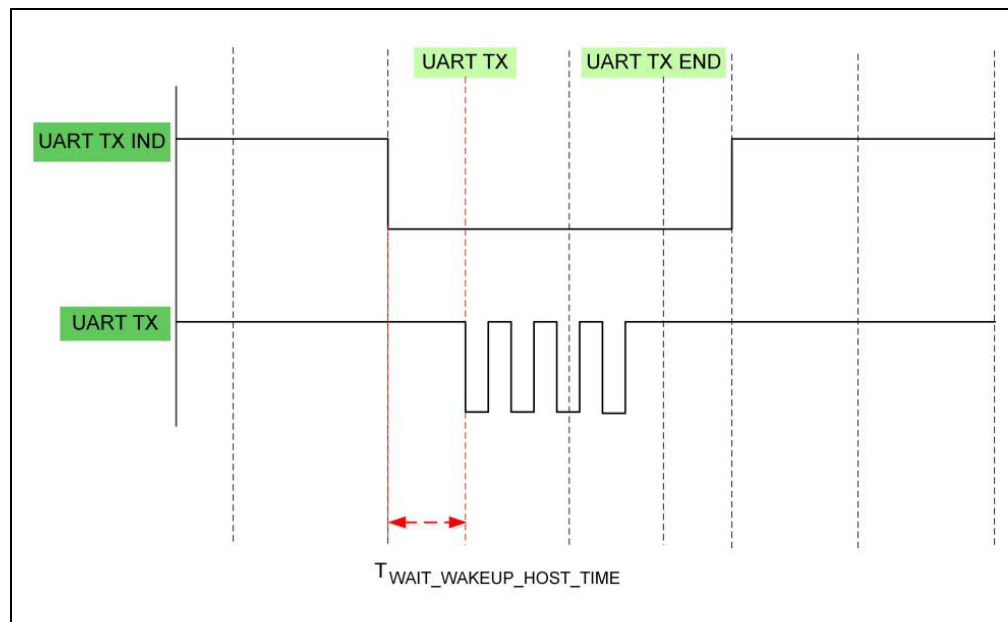 UART TX
UART TX END
UART TX IND
UART TX
TWAIT_WAKEUP_HOST_TIME